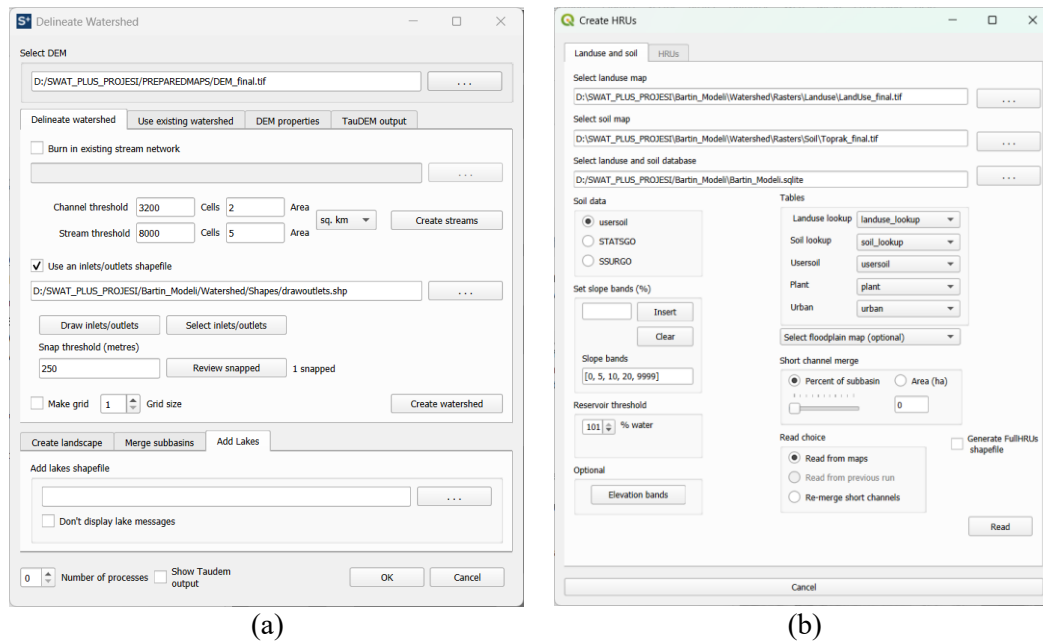 Delineate Watershed
Select DEM
D:/SWAT_PLUS_PROJESI/PREPAREDMAPS/DEM_final.tif
...
Delineate watershed Use existing watershed DEM properties TauDEM output
Burn in existing stream network
...
Channel threshold 3200 Cells 2 Area
sq. km
Create streams
Stream threshold 8000 Cells 5 Area
Use an inlets/outlets shapefile
D:/SWAT_PLUS_PROJESI/Bartin_Modeli/Watershed/Shapes/drawoutlets.shp
...
Draw inlets/outlets Select inlets/outlets
Snap threshold (metres)
250 Review snapped 1 snapped
Make grid 1 Grid size Create watershed
Create landscape Merge subbasins Add Lakes
Add lakes shapefile
...
Don't display lake messages
0 Number of processes Show Taudem output OK Cancel
(a)
Create HRUs
Landuse and soil HRUs
Select landuse map
D:\SWAT_PLUS_PROJESI\Bartin_Modeli\Watershed\Rasters\Landuse\LandUse_final.tif
...
Select soil map
D:\SWAT_PLUS_PROJESI\Bartin_Modeli\Watershed\Rasters\Soil\Toprak_final.tif
...
Select landuse and soil database
D:/SWAT_PLUS_PROJESI/Bartin_Modeli\Bartin_Modeli.sqlite
...
Soil data
usersoil
STATSGO
SSURGO
Set slope bands (%)
Insert
Clear
Slope bands
[0, 5, 10, 20, 9999]
Reservoir threshold
101 % water
Optional
Elevation bands
Tables
Landuse lookup landuse_lookup
Soil lookup soil_lookup
Usersoil usersoil
Plant plant
Urban urban
Select floodplain map (optional)
Short channel merge
Percent of subbasin Area (ha)
0
Read choice
Read from maps
Read from previous run
Re-merge short channels
Generate FullHRUs
shapefile
Read
Cancel
(b)